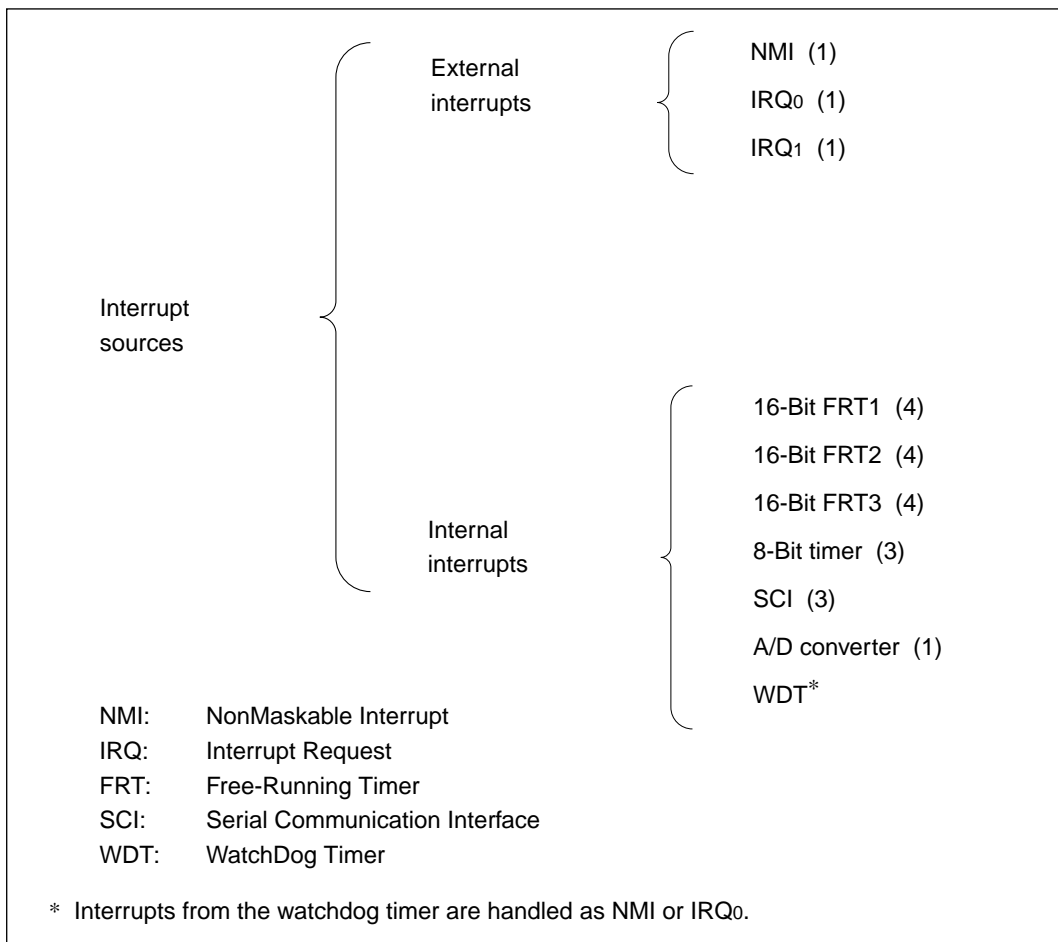 External
interrupts
NMI (1)
IRQ0 (1)
IRQ1 (1)
Interrupt
sources
Internal
interrupts
16-Bit FRT1 (4)
16-Bit FRT2 (4)
16-Bit FRT3 (4)
8-Bit timer (3)
SCI (3)
A/D converter (1)
WDT*
NMI: NonMaskable Interrupt
IRQ: Interrupt Request
FRT: Free-Running Timer
SCI: Serial Communication Interface
WDT: WatchDog Timer
* Interrupts from the watchdog timer are handled as NMI or IRQ0.